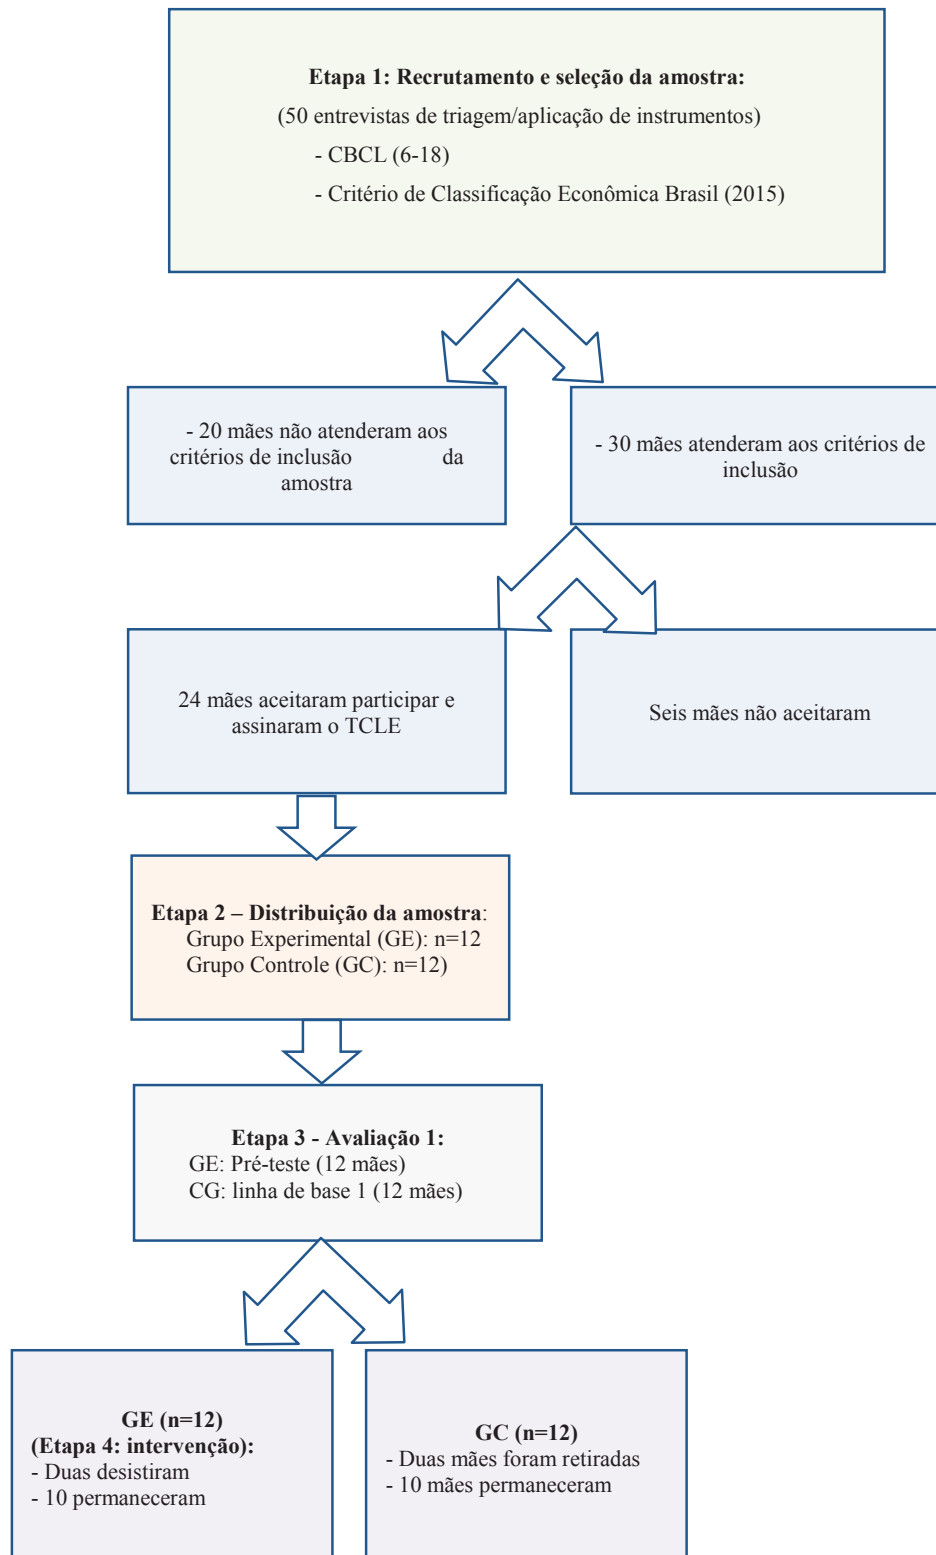 Etapa 1: Recrutamento e seleção da amostra:
(50 entrevistas de triagem/aplicação de instrumentos)
- CBCL (6-18)
- Critério de Classificação Econômica Brasil (2015)
- 20 mães não atenderam aos
critérios de inclusão da
amostra
- 30 mães atenderam aos critérios de
inclusão
24 mães aceitaram participar e
assinaram o TCLE
Seis mães não aceitaram
Etapa 2 – Distribuição da amostra:
Grupo Experimental (GE): n=12
Grupo Controle (GC): n=12)
Etapa 3 - Avaliação 1:
GE: Pré-teste (12 mães)
CG: linha de base 1 (12 mães)
GE (n=12)
(Etapa 4: intervenção):
- Duas desistiram
- 10 permaneceram
GC (n=12)
- Duas mães foram retiradas
- 10 mães permaneceram